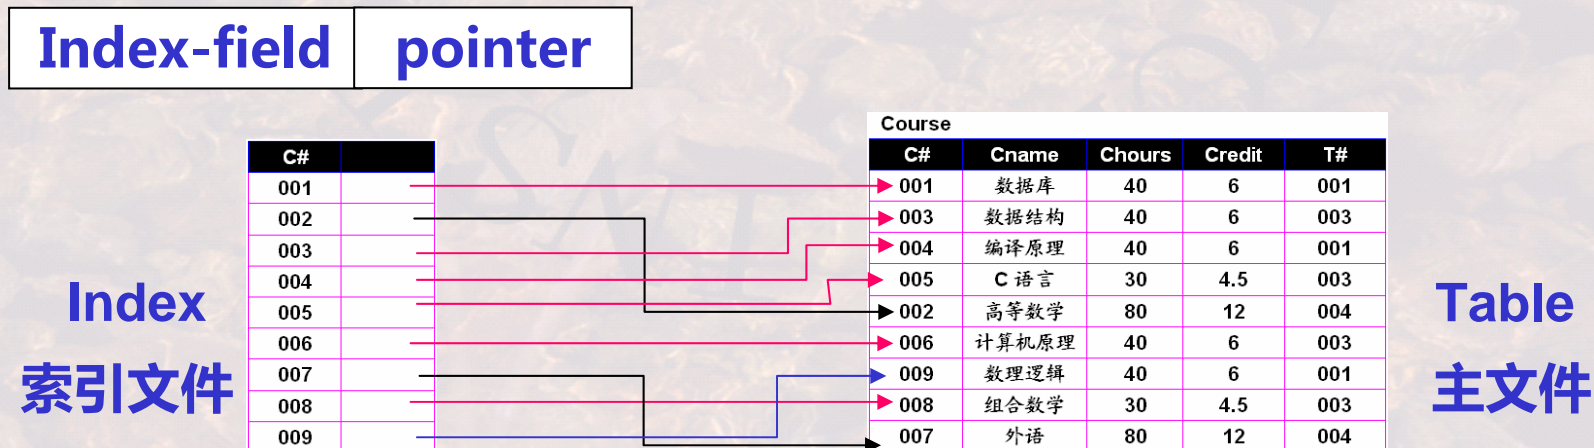 Index-field pointer
Course
C#
001
002
003
004
005
006
007
008
009
C# Cname Chours Credit T#
001 数据库 40 6 001
003 数据结构 40 6 003
004 编译原理 40 6 001
005 C 语言 30 4.5 003
002 高等数学 80 12 004
006 计算机原理 40 6 003
009 数理逻辑 40 6 001
008 组合数学 30 4.5 003
007 外语 80 12 004
Index
索引文件
Table
主文件